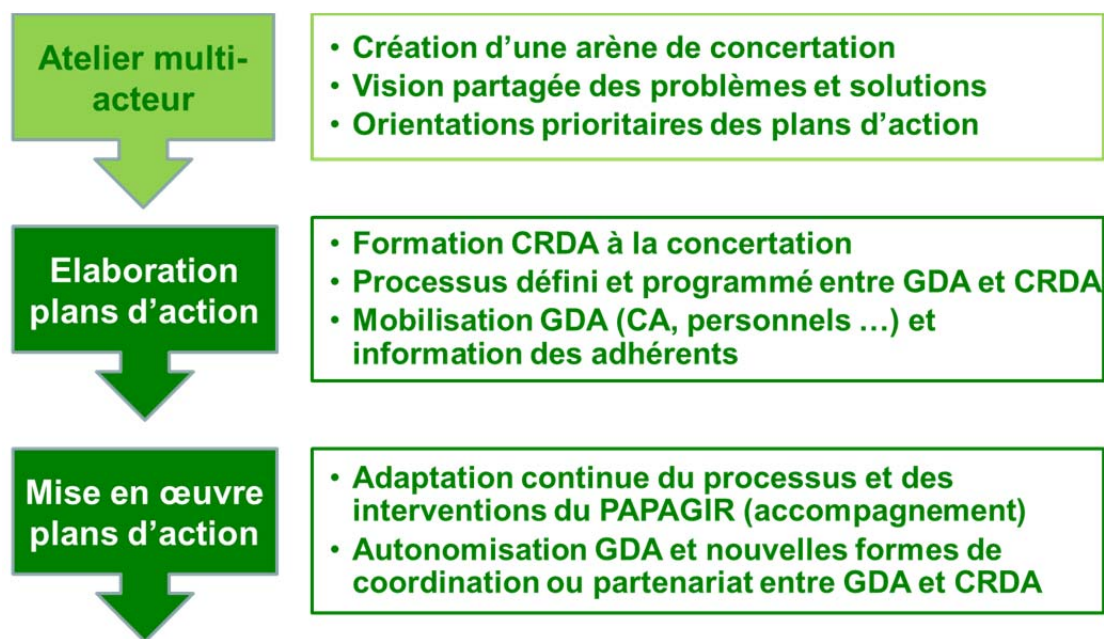 Atelier multi-
acteur
• Création d’une arène de concertation
• Vision partagée des problèmes et solutions
• Orientations prioritaires des plans d’action
Elaboration
plans d’action
• Formation CRDA à la concertation
• Processus défini et programmé entre GDA et CRDA
• Mobilisation GDA (CA, personnels …) et
information des adhérents
Mise en œuvre
plans d’action
• Adaptation continue du processus et des
interventions du PAPAGIR (accompagnement)
• Autonomisation GDA et nouvelles formes de
coordination ou partenariat entre GDA et CRDA